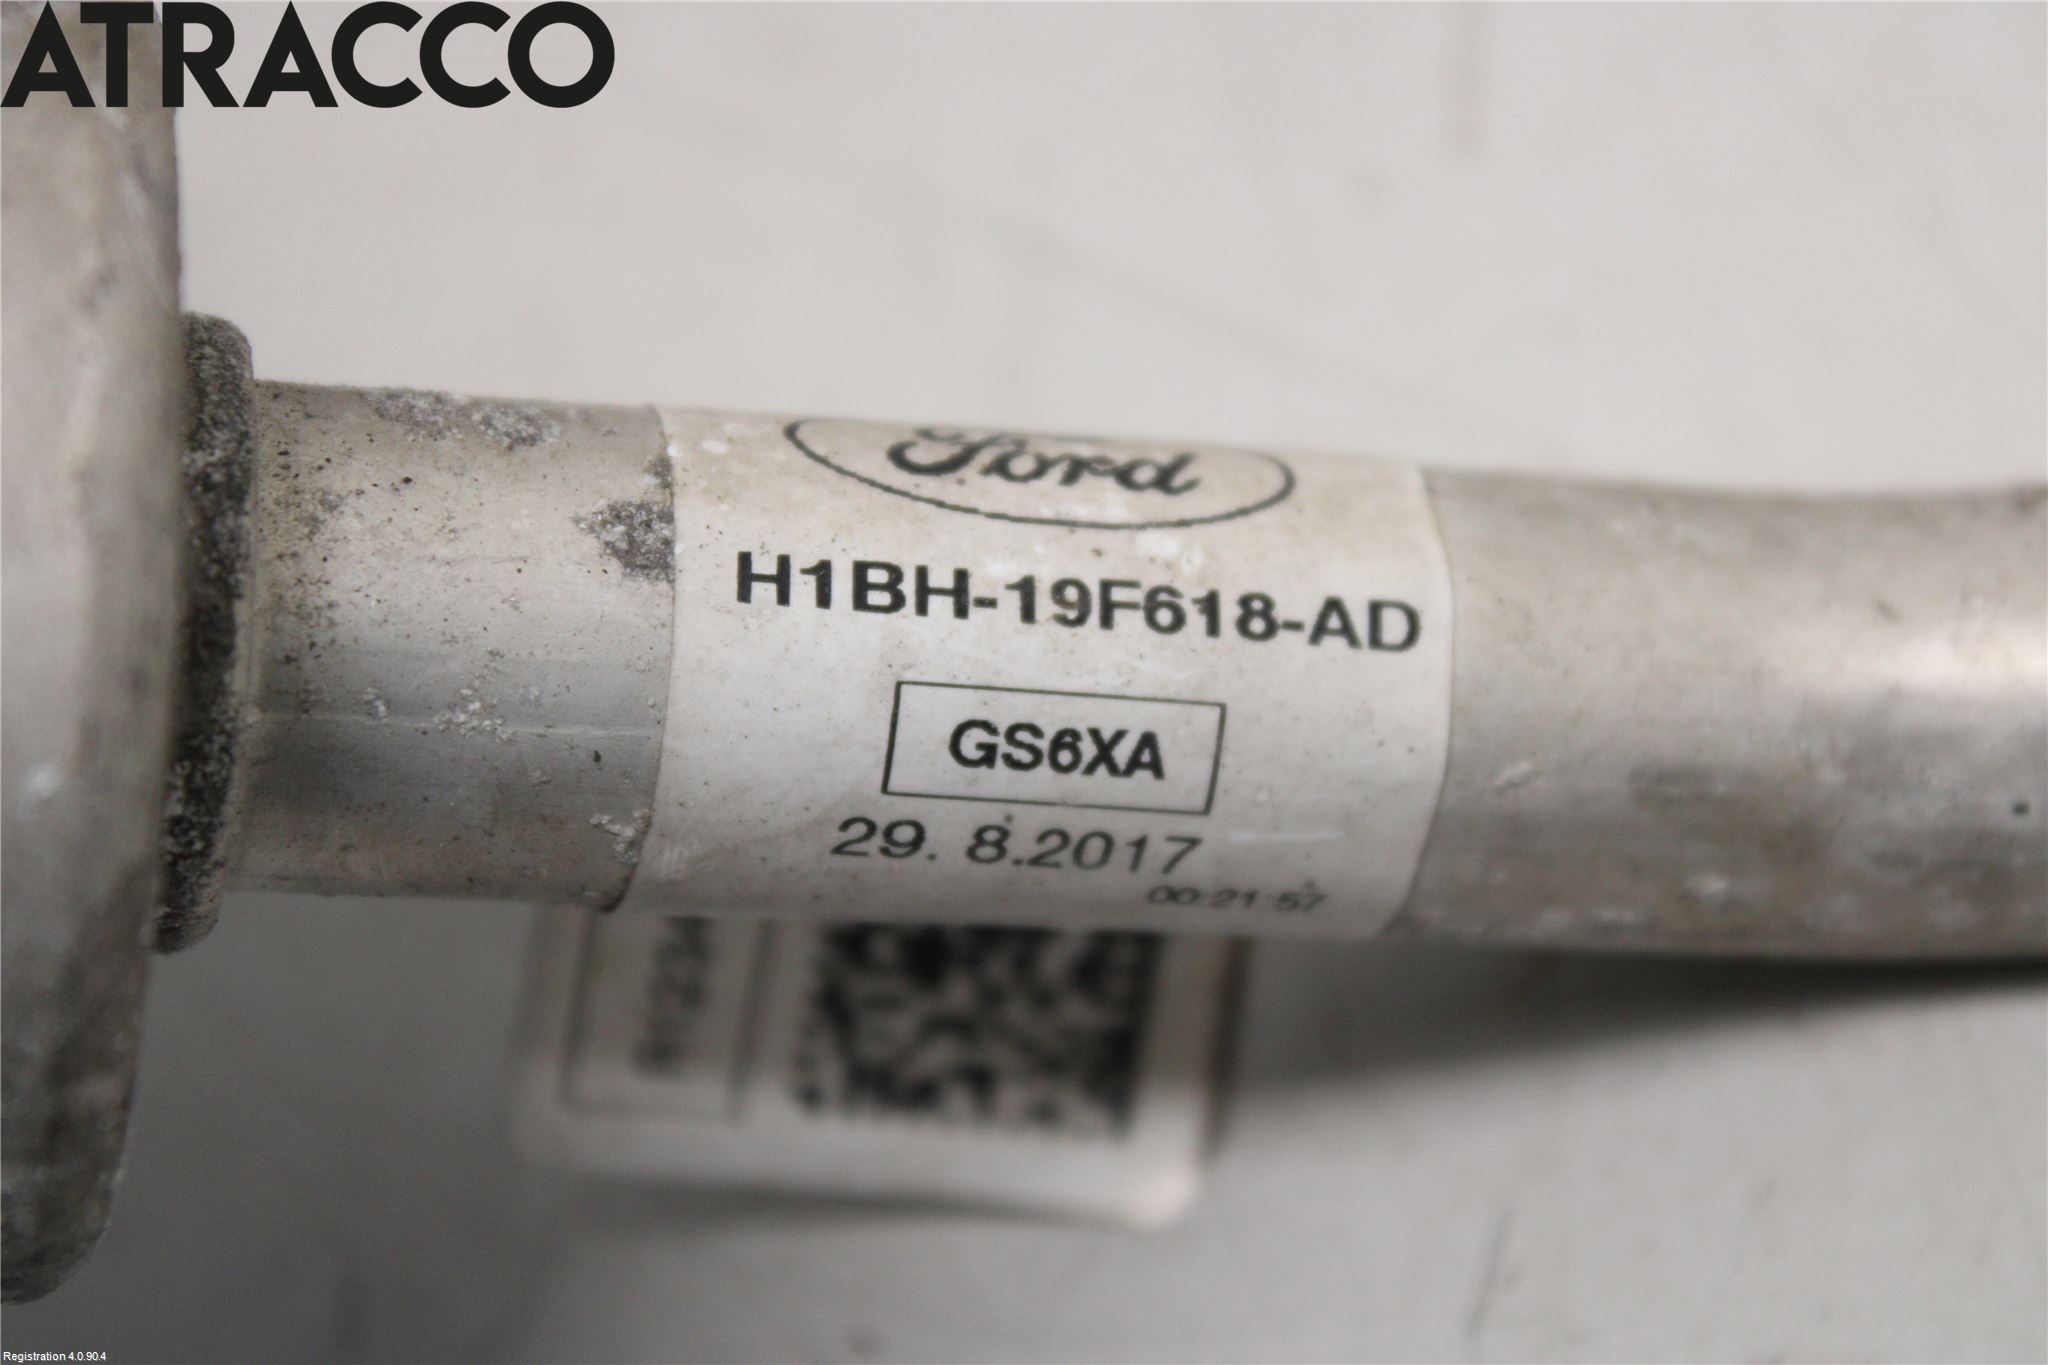 ATRACCO
Ford
H1BH-19F618-AD
GS6XA
29. 8.2017
00:21:57
Registration 4.0.90.4